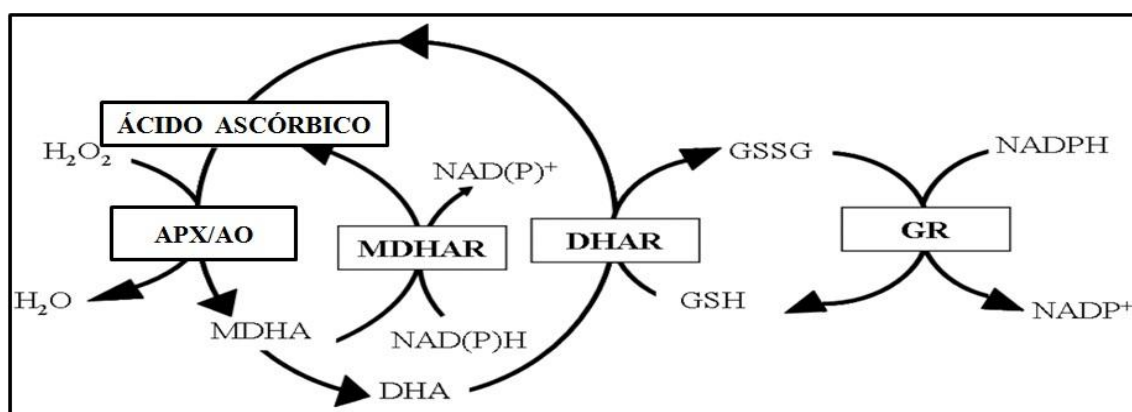 ÁCIDO ASCÓRBICO
H₂O₂
NAD(P)⁺
GSSG
NADPH
APX/AO
MDHAR
DHAR
GR
H₂O
MDHA
NAD(P)H
GSH
NADP⁺
DHA